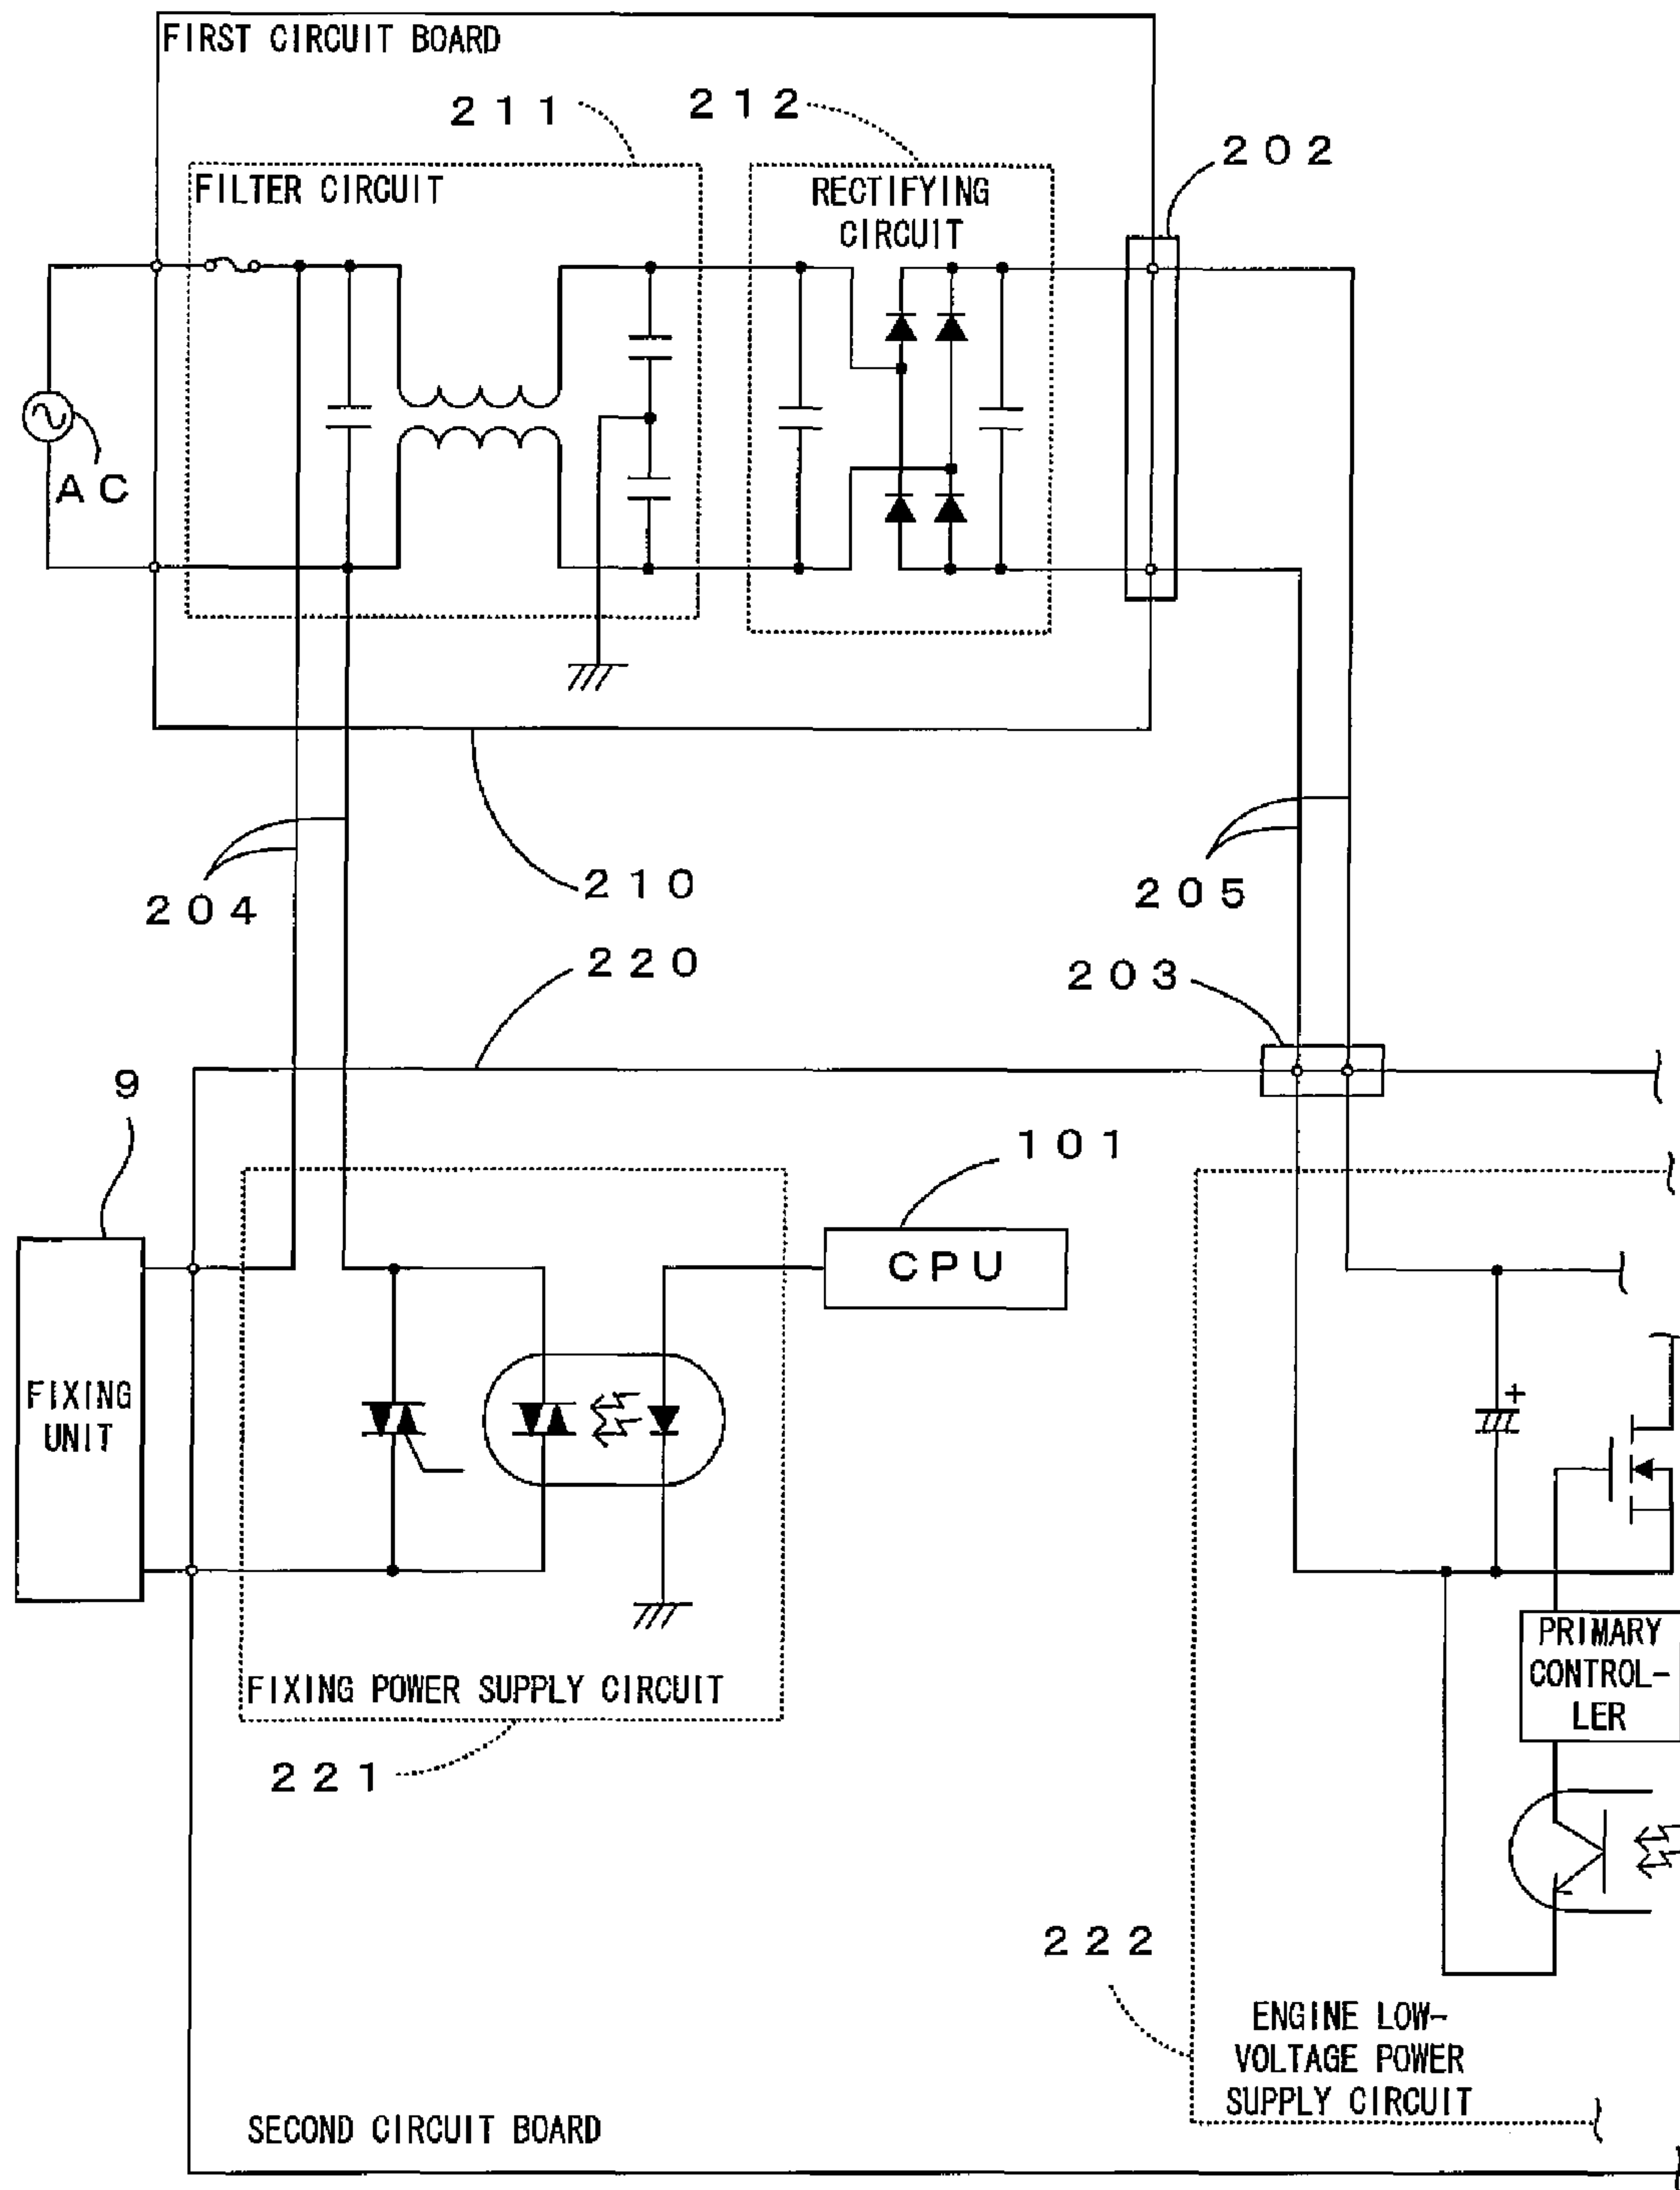 FIRST CIRCUIT BOARD
211
212
202
FILTER CIRCUIT
RECTIFYING
CIRCUIT
AC
210
204
205
220
203
9
101
CPU
FIXING
UNIT
+
PRIMARY
CONTROL-
LER
FIXING POWER SUPPLY CIRCUIT
221
222
ENGINE LOW-
VOLTAGE POWER
SUPPLY CIRCUIT
SECOND CIRCUIT BOARD